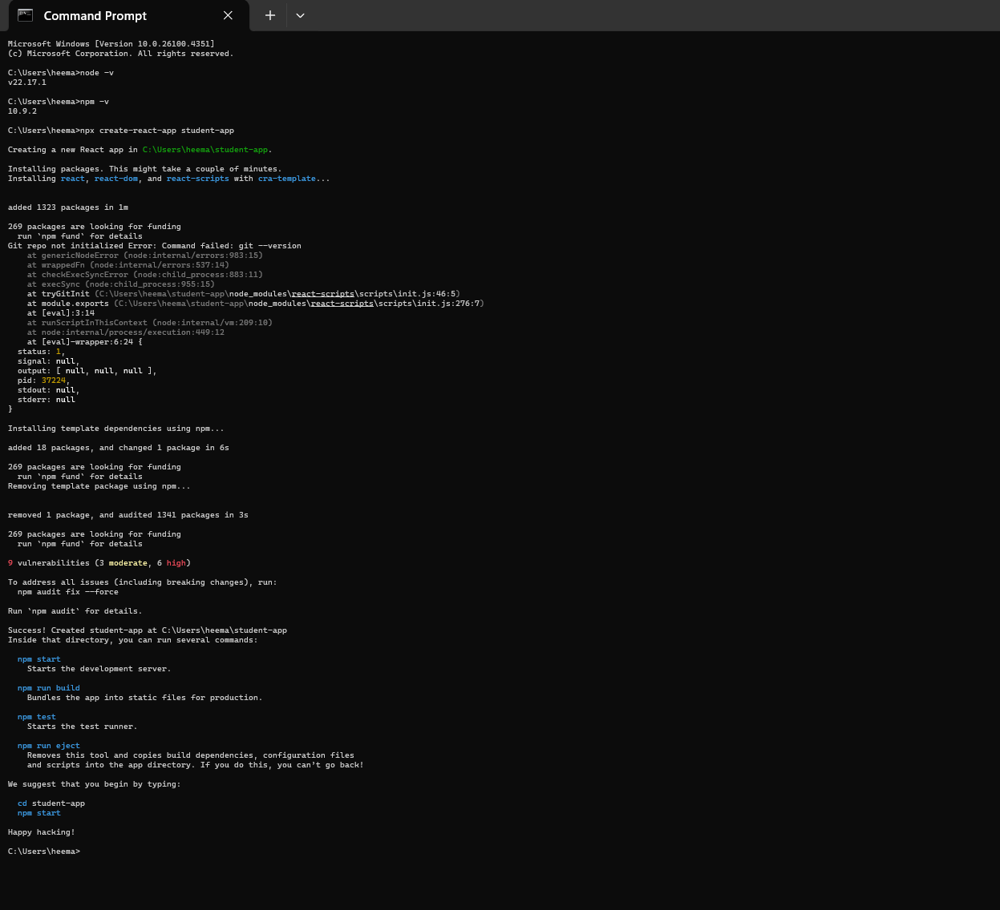 Command Prompt
Microsoft Windows [Version 10.0.26100.4351]
(c) Microsoft Corporation. All rights reserved.
C:\Users\heema>node -v
v22.17.1
C:\Users\heema>npm -v
10.9.2
C:\Users\heema>npx create-react-app student-app
Creating a new React app in C:\Users\heema\student-app.
Installing packages. This might take a couple of minutes.
Installing react, react-dom, and react-scripts with cra-template...
added 1323 packages in 1m
269 packages are looking for funding
  run `npm fund` for details
Git repo not initialized Error: Command failed: git --version
    at genericNodeError (node:internal/errors:983:15)
    at wrappedFn (node:internal/errors:537:14)
    at checkExecSyncError (node:child_process:883:11)
    at execSync (node:child_process:955:15)
    at tryGitInit (C:\Users\heema\student-app\node_modules\react-scripts\scripts\init.js:46:5)
    at module.exports (C:\Users\heema\student-app\node_modules\react-scripts\scripts\init.js:276:7)
    at [eval]:3:14
    at runScriptInThisContext (node:internal/vm:209:10)
    at node:internal/process/execution:449:12
    at [eval]-wrapper:6:24 {
  status: 1,
  signal: null,
  output: [ null, null, null ],
  pid: 37224,
  stdout: null,
  stderr: null
}
Installing template dependencies using npm...
added 18 packages, and changed 1 package in 6s
269 packages are looking for funding
  run `npm fund` for details
Removing template package using npm...
removed 1 package, and audited 1341 packages in 3s
269 packages are looking for funding
  run `npm fund` for details
9 vulnerabilities (3 moderate, 6 high)
To address all issues (including breaking changes), run:
  npm audit fix --force
Run `npm audit` for details.
Success! Created student-app at C:\Users\heema\student-app
Inside that directory, you can run several commands:
  npm start
    Starts the development server.
  npm run build
    Bundles the app into static files for production.
  npm test
    Starts the test runner.
  npm run eject
    Removes this tool and copies build dependencies, configuration files
    and scripts into the app directory. If you do this, you can’t go back!
We suggest that you begin by typing:
  cd student-app
  npm start
Happy hacking!
C:\Users\heema>